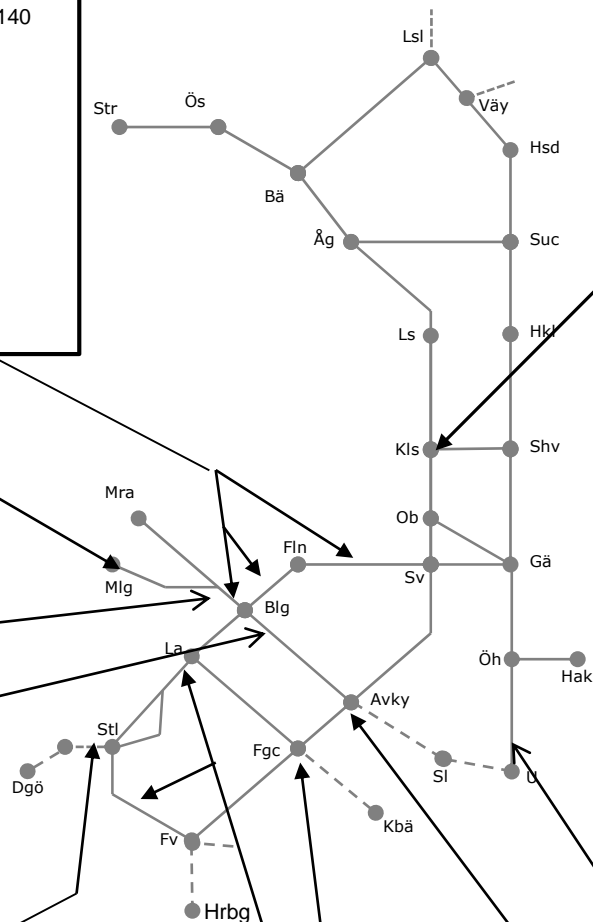 140
Lsl
Väy
Ös
Str
Hsd
Bä
Åg
Suc
Ls
Hkl
Kls
Shv
Mra
Ob
Fln
Gä
Sv
Mlg
Blg
La
Öh
Hak
Avky
Stl
Fgc
Sl
U
Dgö
Kbä
Fv
Hrbg